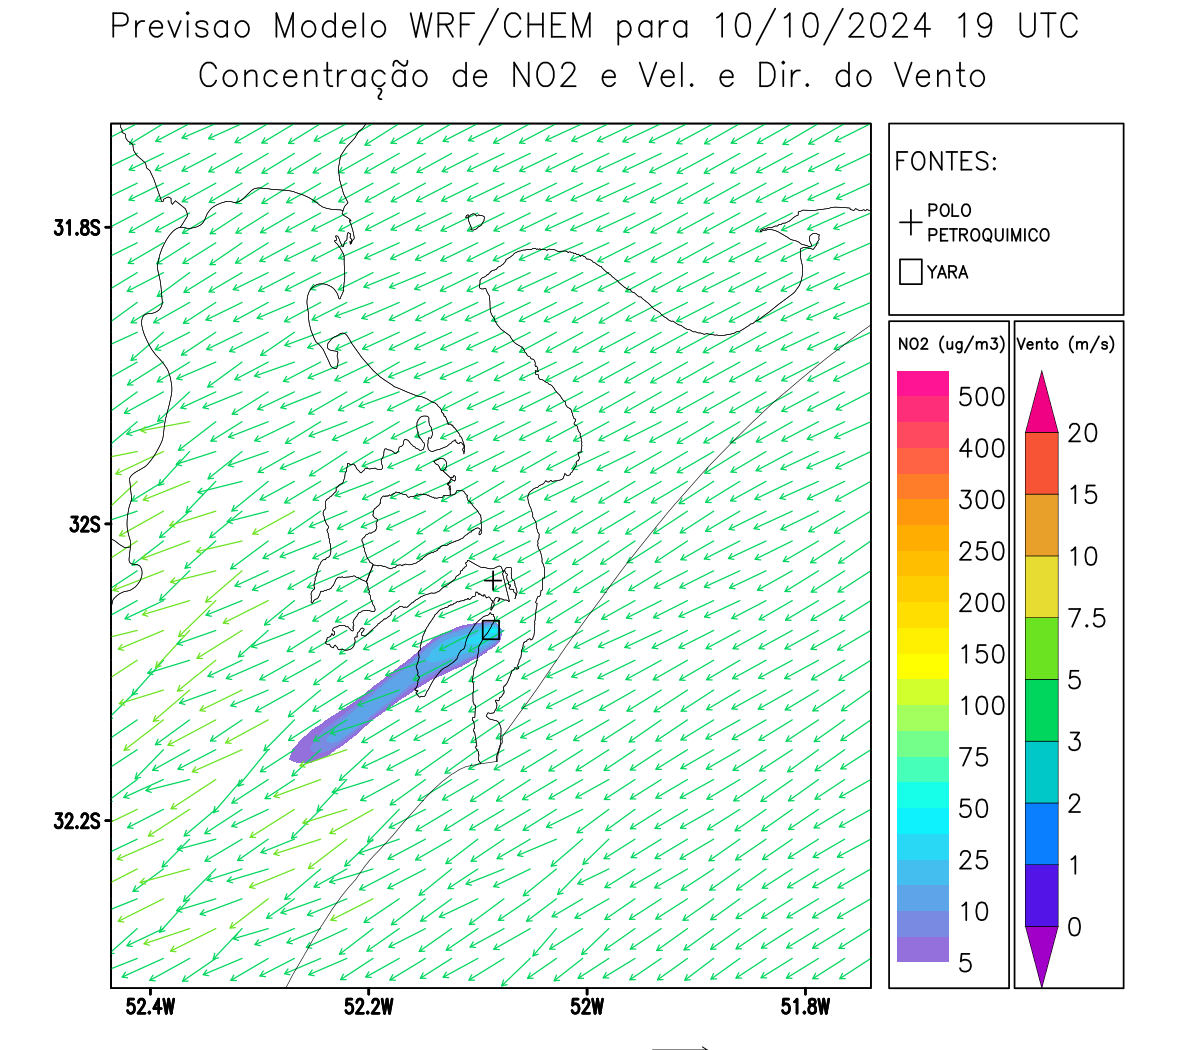 Previsao Modelo WRF/CHEM para 10/10/2024 19 UTC
Concentração de NO2 e Vel. e Dir. do Vento
FONTES:
POLO
PETROQUIMICO
YARA
NO2 (ug/m3)
500
400
300
250
200
150
100
75
50
25
10
5
Vento (m/s)
20
15
10
7.5
5
3
2
1
0
31.8S
32S
32.2S
52.4W
52.2W
52W
51.8W